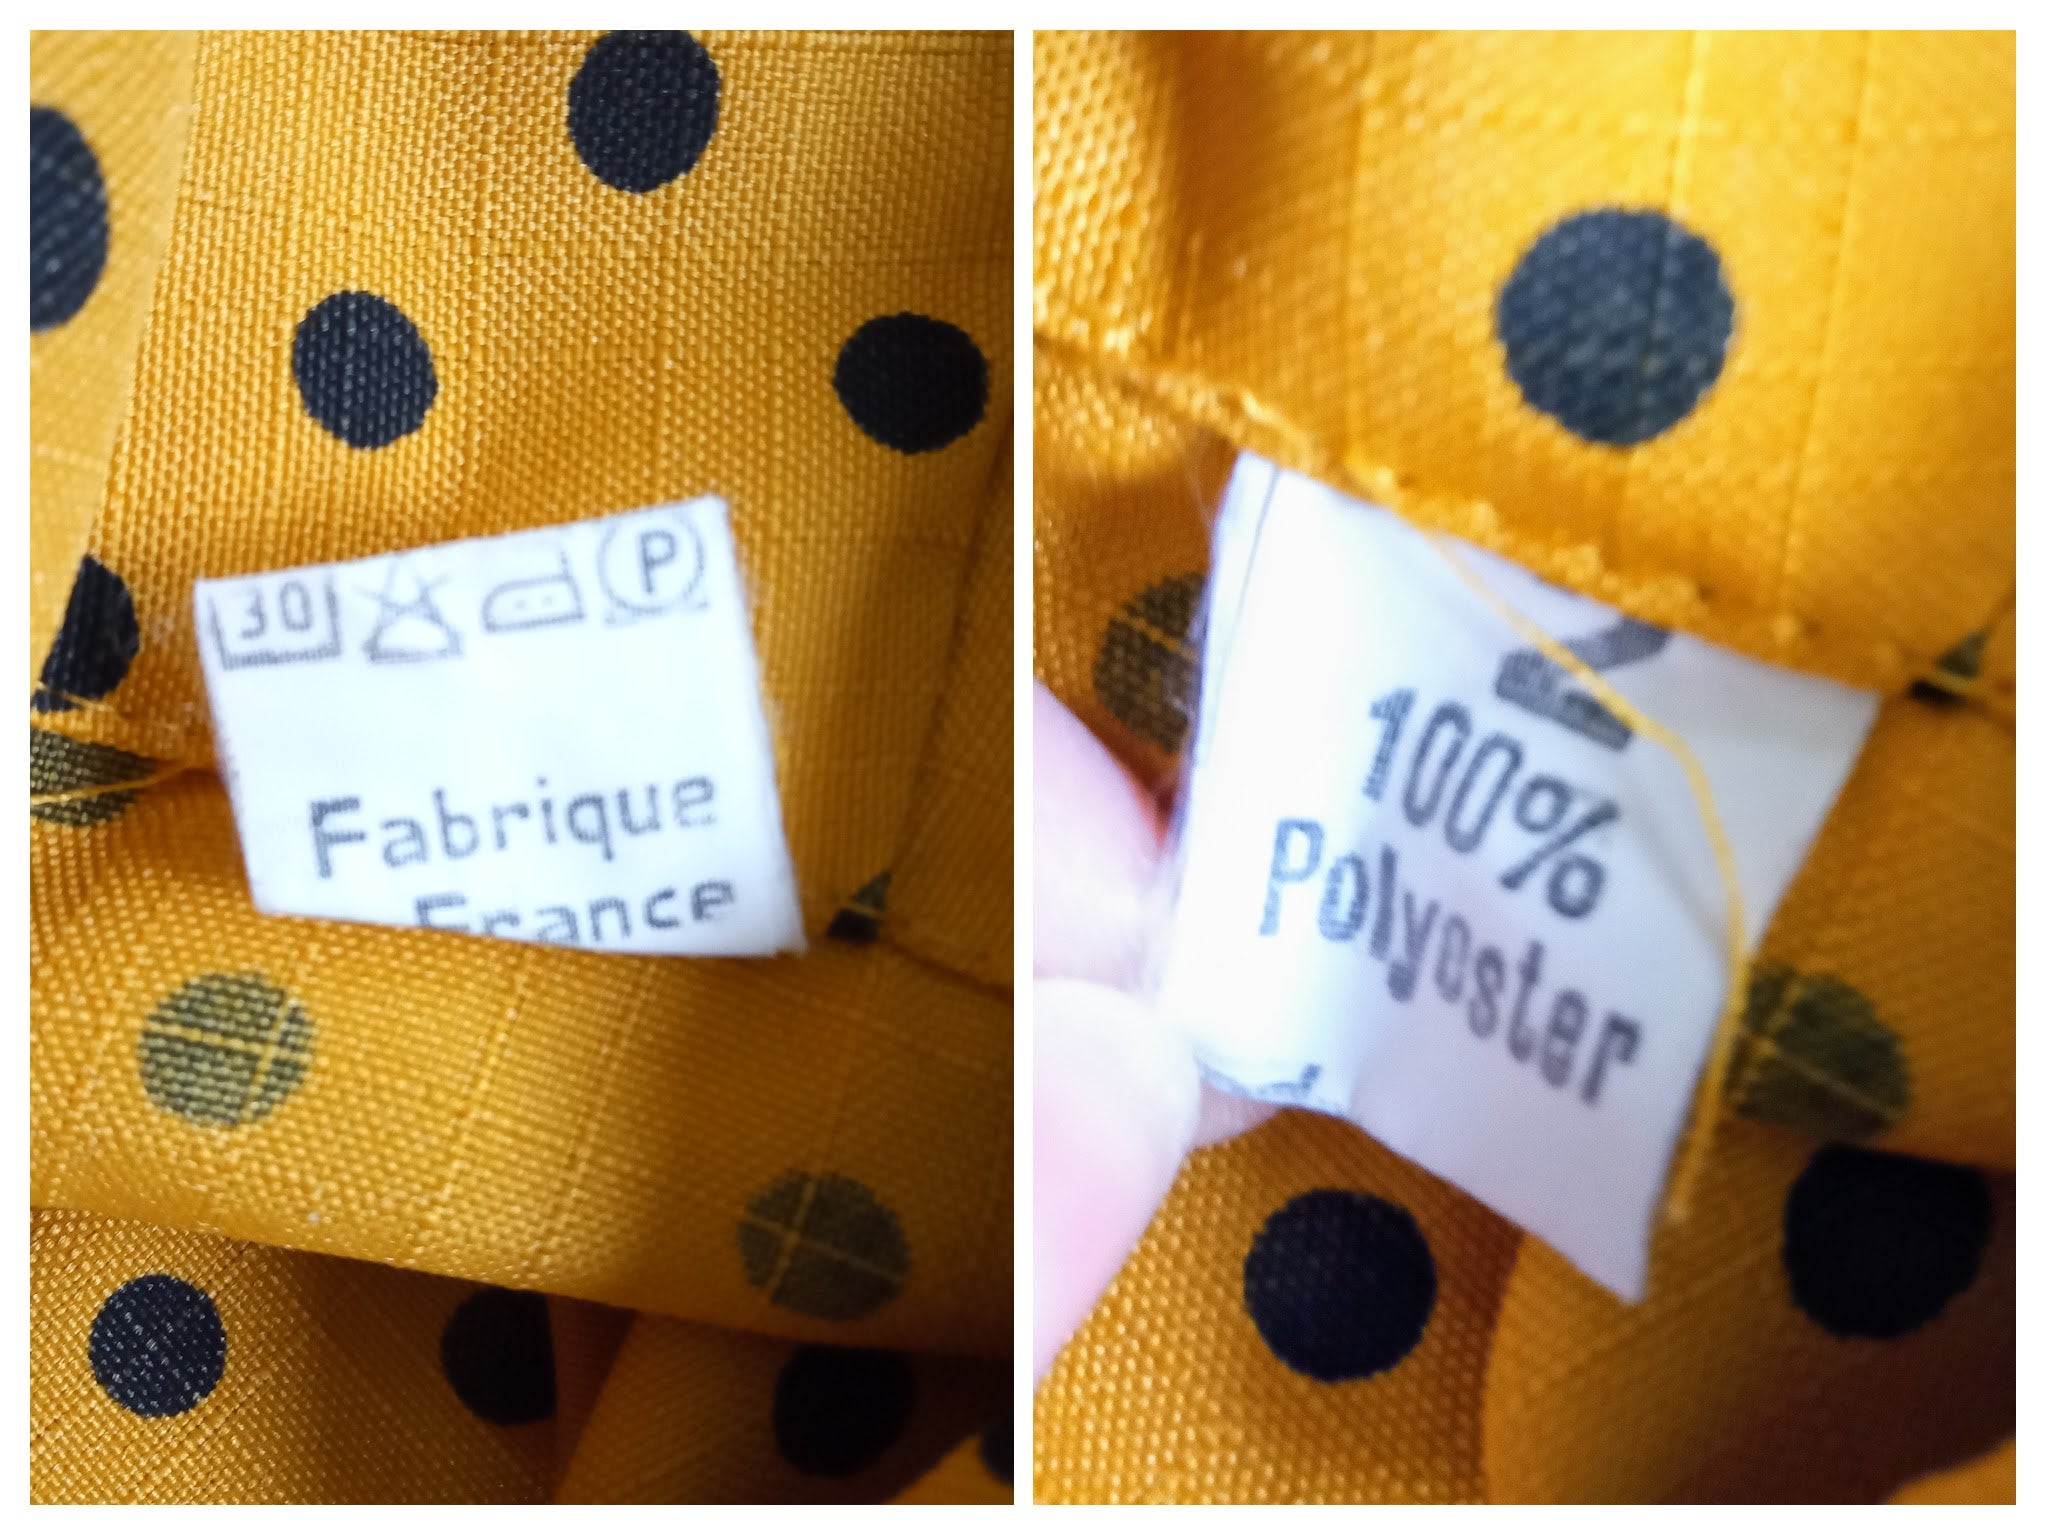 30 P
Fabrique
France
100%
Polyester